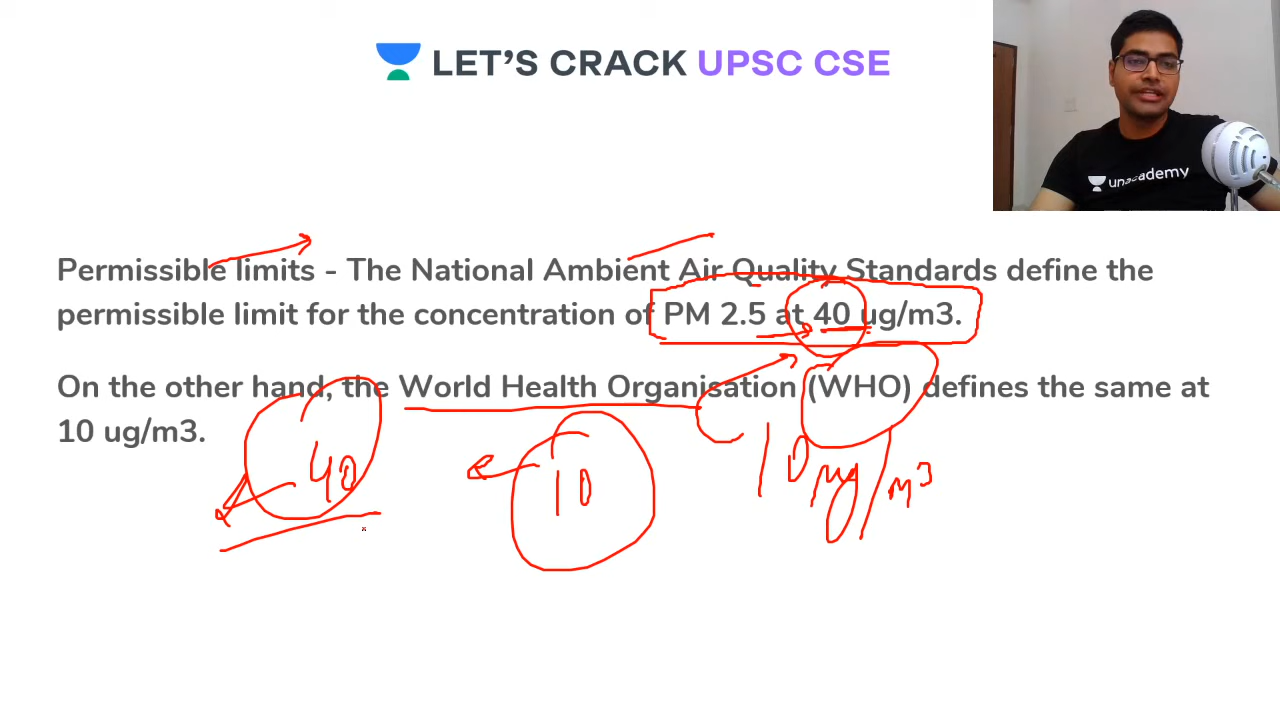 LET'S CRACK UPSC CSE
unacademy
Permissible limits - The National Ambient Air Quality Standards define the
permissible limit for the concentration of PM 2.5 at 40 ug/m3.
On the other hand, the World Health Organisation (WHO) defines the same at
10 ug/m3.
40
10
10 µg/m3